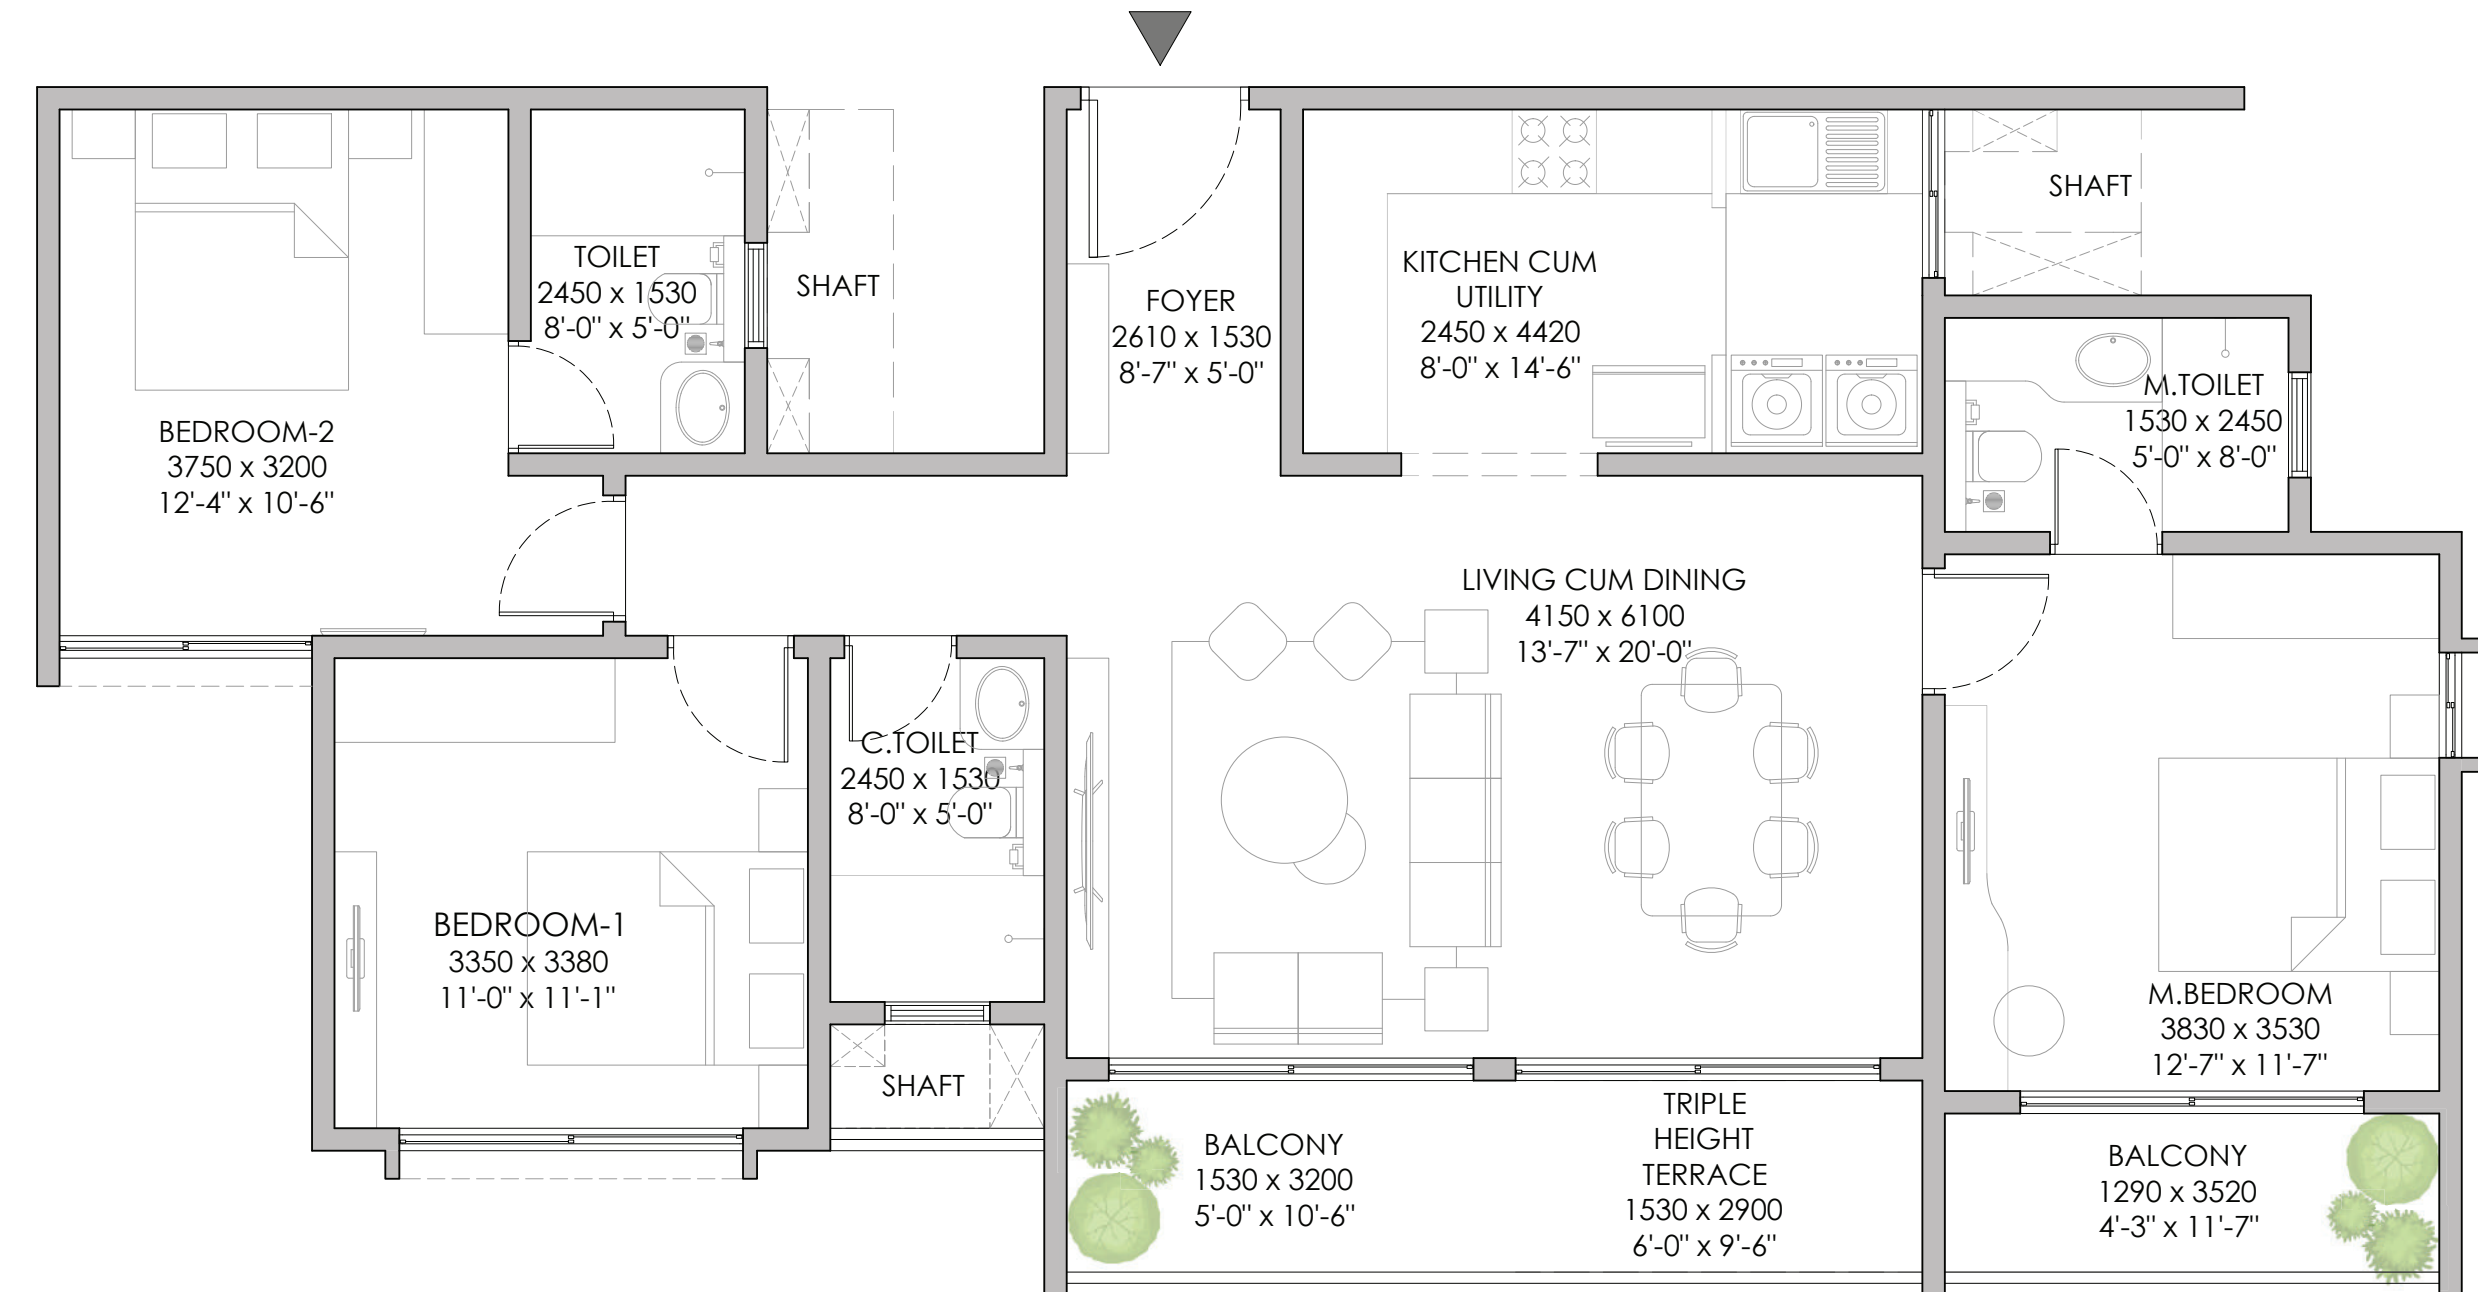 TOILET
2450 x 1530
8'-0" x 5'-0"
SHAFT
FOYER
2610 x 1530
8'-7" x 5'-0"
KITCHEN CUM
UTILITY
2450 x 4420
8'-0" x 14'-6"
SHAFT
M.TOILET
1530 x 2450
5'-0" x 8'-0"
BEDROOM-2
3750 x 3200
12'-4" x 10'-6"
LIVING CUM DINING
4150 x 6100
13'-7" x 20'-0"
C.TOILET
2450 x 1530
8'-0" x 5'-0"
BEDROOM-1
3350 x 3380
11'-0" x 11'-1"
M.BEDROOM
3830 x 3530
12'-7" x 11'-7"
SHAFT
BALCONY
1530 x 3200
5'-0" x 10'-6"
TRIPLE
HEIGHT
TERRACE
1530 x 2900
6'-0" x 9'-6"
BALCONY
1290 x 3520
4'-3" x 11'-7"